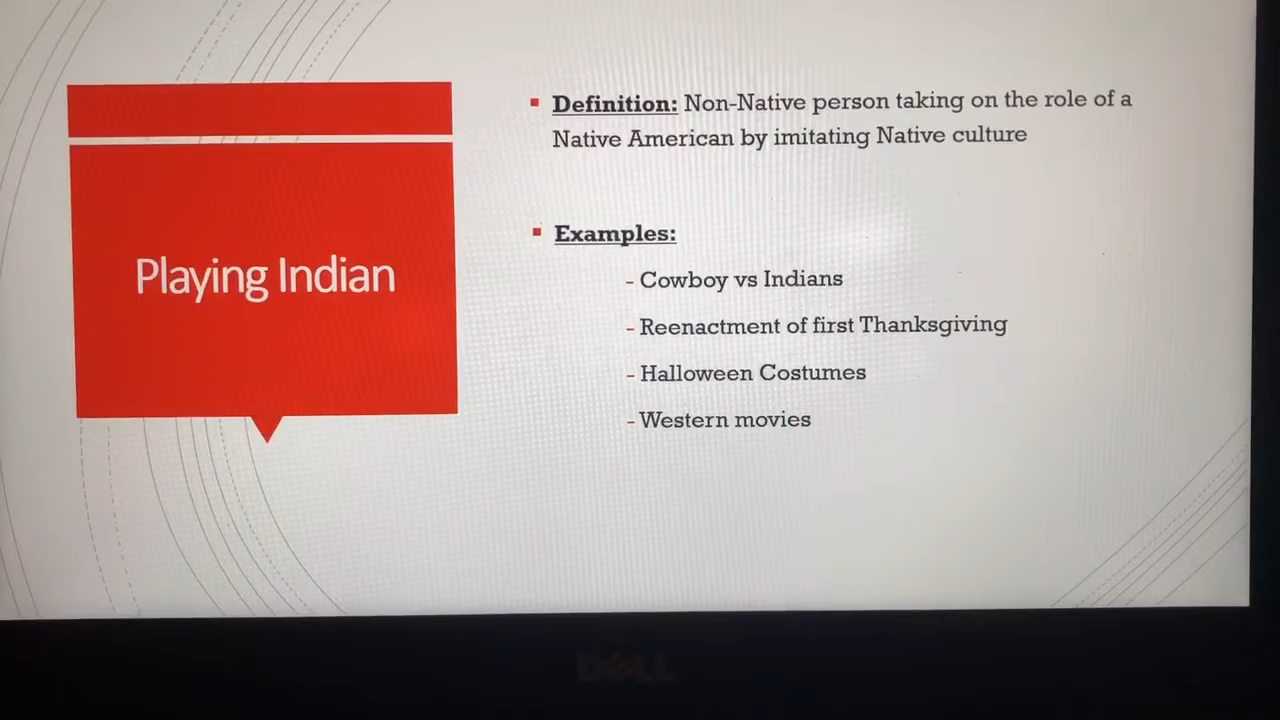 Playing Indian
Definition: Non-Native person taking on the role of a
Native American by imitating Native culture
Examples:
- Cowboy vs Indians
- Reenactment of first Thanksgiving
- Halloween Costumes
- Western movies
DELL